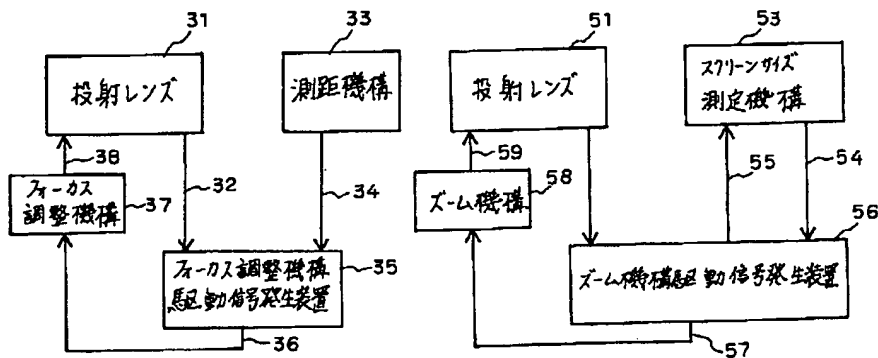 31
33
51
53
投射レンズ
測距機構
投射レンズ
スクリーンサイズ
測定機構
38
32
34
59
58
55
54
フォーカス
調整機構
37
ズーム機構
56
フォーカス調整機構
駆動信号発生装置
35
ズーム機構駆動信号発生装置
36
57